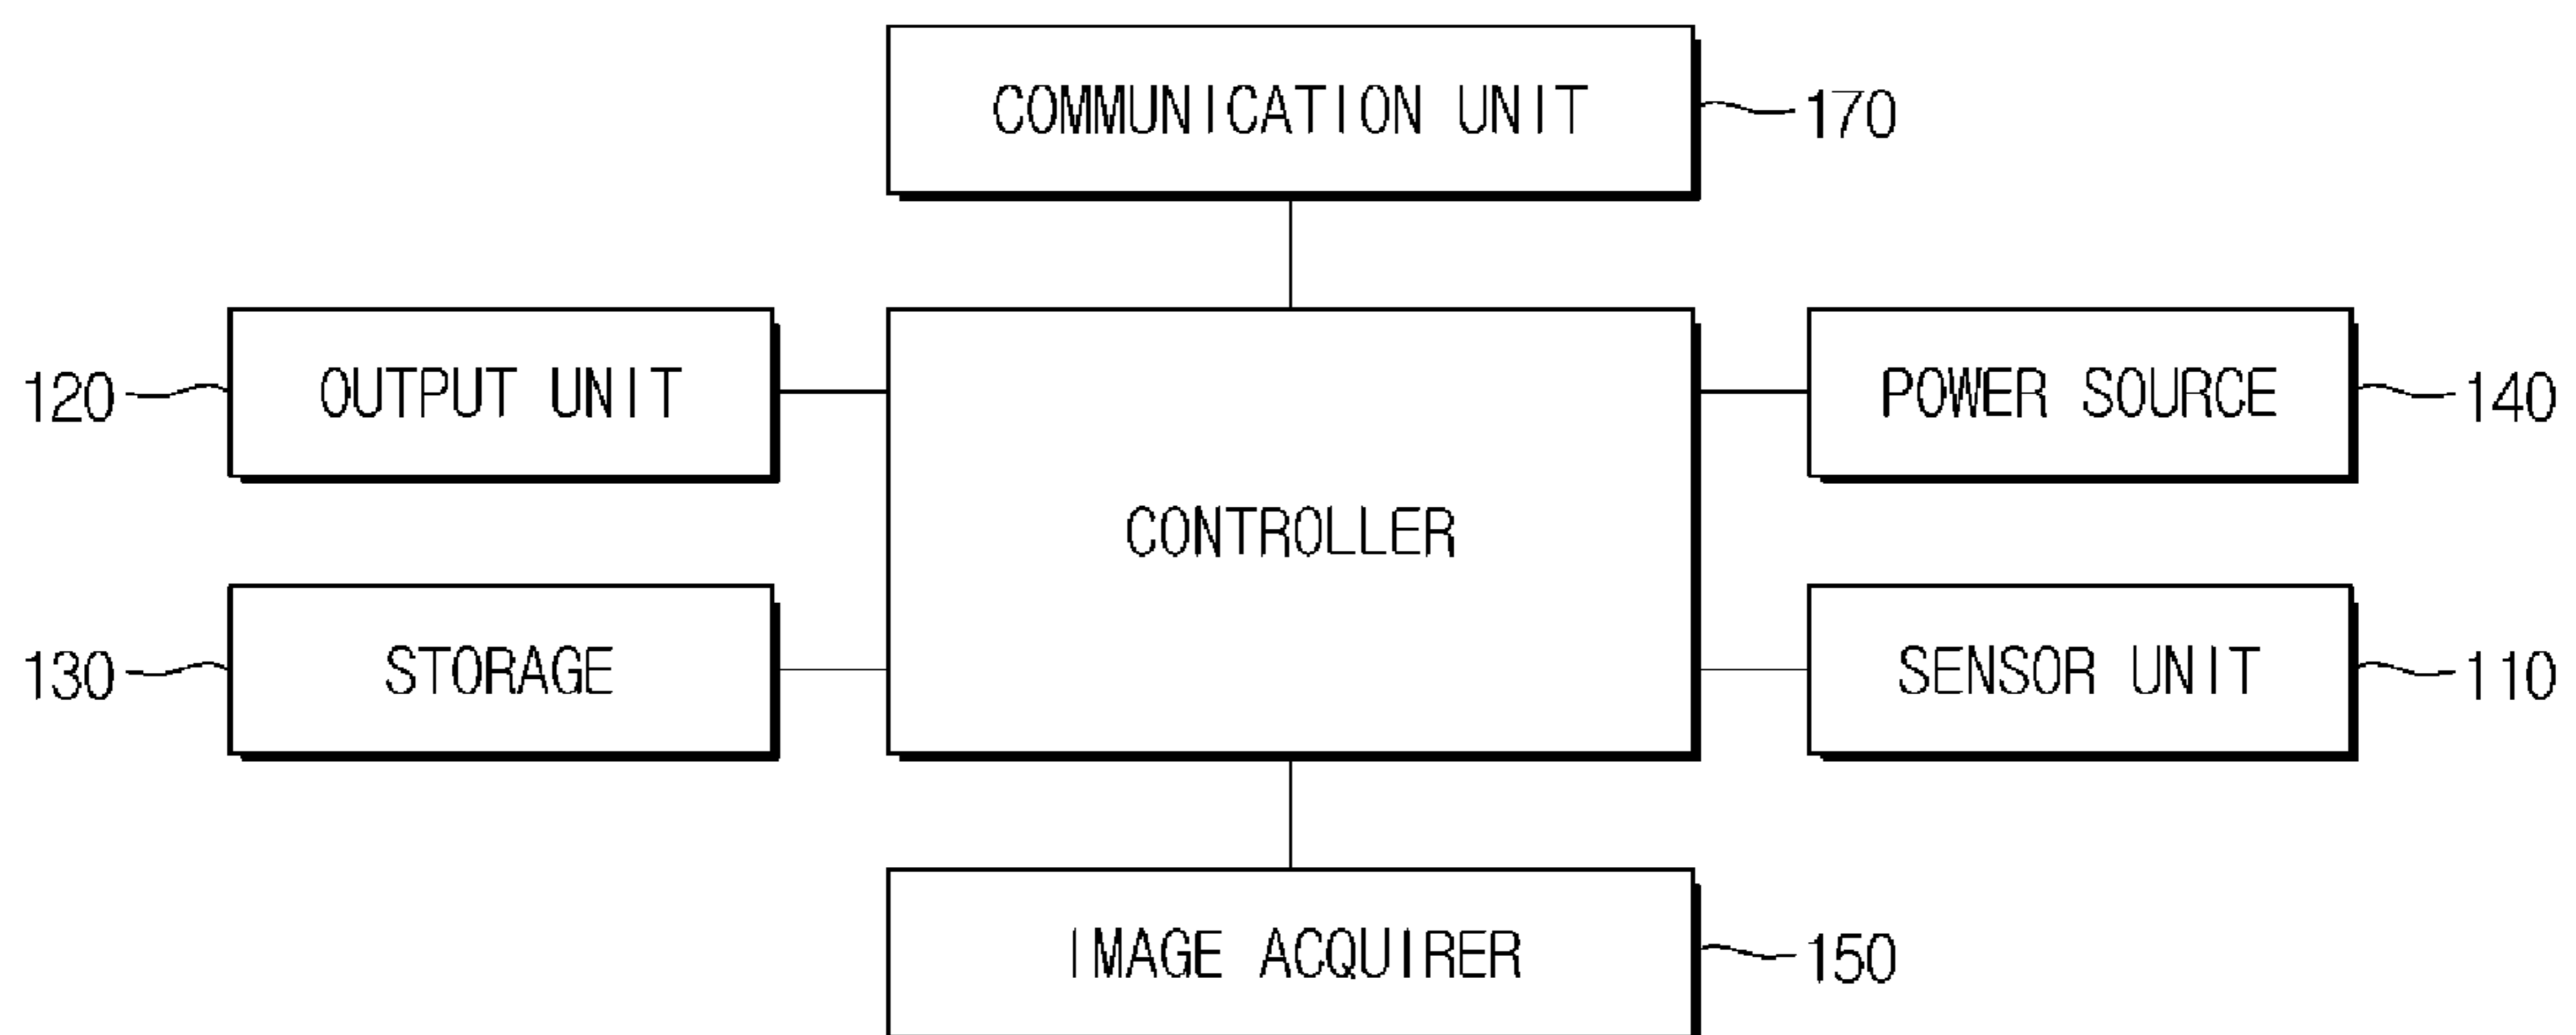 COMMUNICATION UNIT
170
120
OUTPUT UNIT
POWER SOURCE
140
CONTROLLER
130
STORAGE
SENSOR UNIT
110
IMAGE ACQUIRER
150